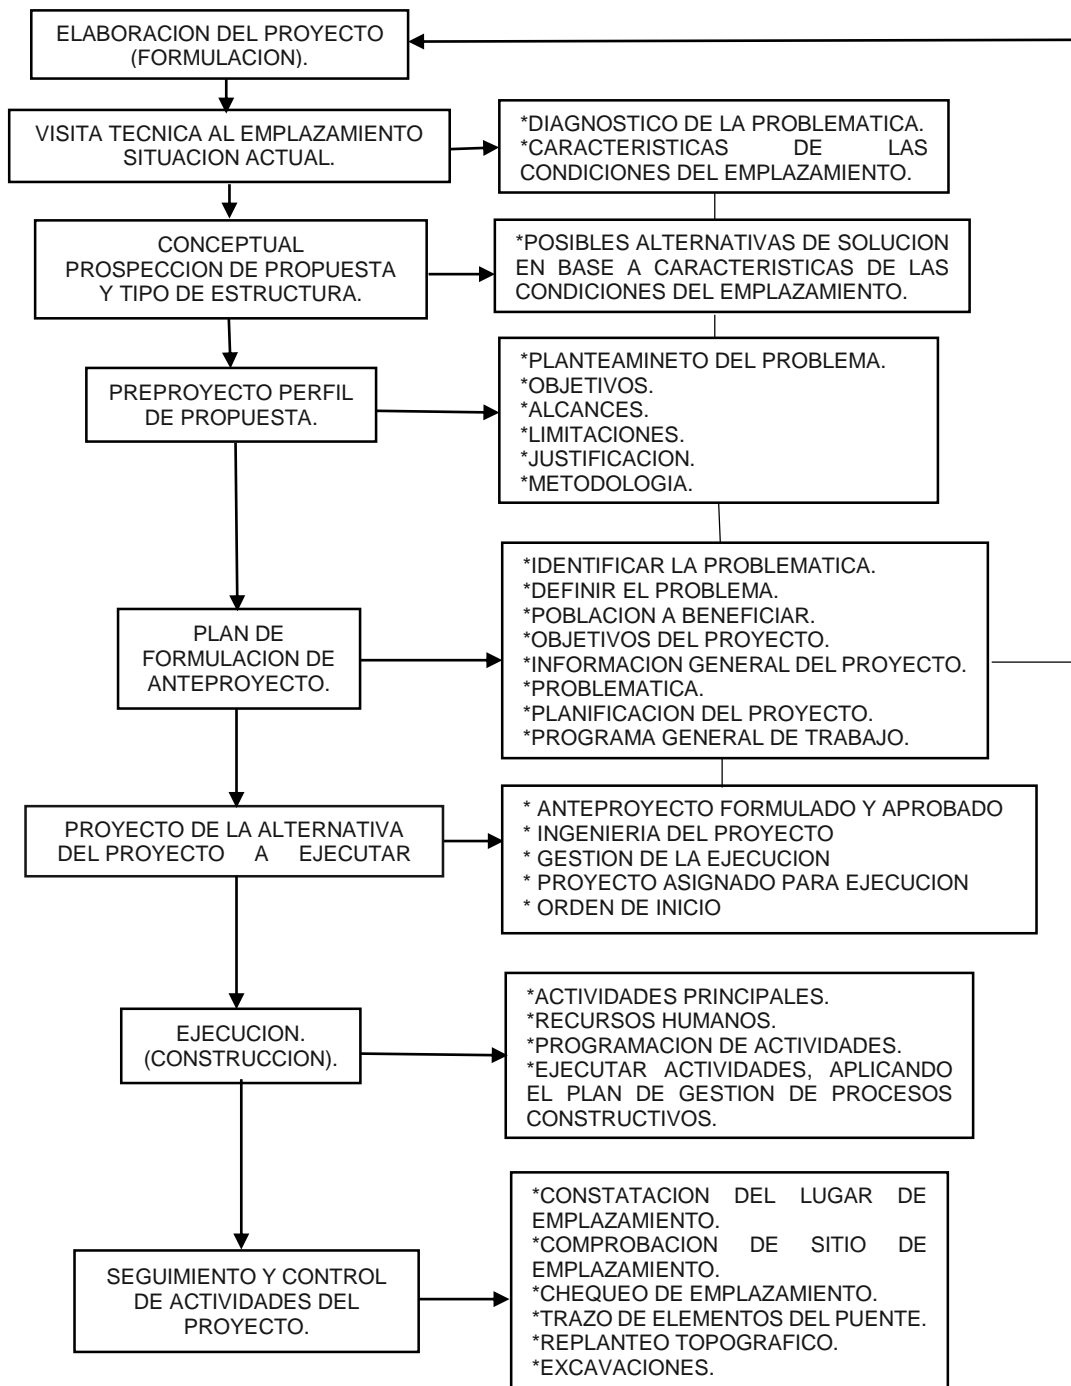 ELABORACION DEL PROYECTO
(FORMULACION).
VISITA TECNICA AL EMPLAZAMIENTO
SITUACION ACTUAL.
*DIAGNOSTICO DE LA PROBLEMATICA.
*CARACTERISTICAS DE LAS
CONDICIONES DEL EMPLAZAMIENTO.
CONCEPTUAL
PROSPECCION DE PROPUESTA
Y TIPO DE ESTRUCTURA.
*POSIBLES ALTERNATIVAS DE SOLUCION
EN BASE A CARACTERISTICAS DE LAS
CONDICIONES DEL EMPLAZAMIENTO.
PREPROYECTO PERFIL
DE PROPUESTA.
*PLANTEAMINETO DEL PROBLEMA.
*OBJETIVOS.
*ALCANCES.
*LIMITACIONES.
*JUSTIFICACION.
*METODOLOGIA.
PLAN DE
FORMULACION DE
ANTEPROYECTO.
*IDENTIFICAR LA PROBLEMATICA.
*DEFINIR EL PROBLEMA.
*POBLACION A BENEFICIAR.
*OBJETIVOS DEL PROYECTO.
*INFORMACION GENERAL DEL PROYECTO.
*PROBLEMATICA.
*PLANIFICACION DEL PROYECTO.
*PROGRAMA GENERAL DE TRABAJO.
PROYECTO DE LA ALTERNATIVA
DEL PROYECTO A EJECUTAR
* ANTEPROYECTO FORMULADO Y APROBADO
* INGENIERIA DEL PROYECTO
* GESTION DE LA EJECUCION
* PROYECTO ASIGNADO PARA EJECUCION
* ORDEN DE INICIO
EJECUCION.
(CONSTRUCCION).
*ACTIVIDADES PRINCIPALES.
*RECURSOS HUMANOS.
*PROGRAMACION DE ACTIVIDADES.
*EJECUTAR ACTIVIDADES, APLICANDO
EL PLAN DE GESTION DE PROCESOS
CONSTRUCTIVOS.
SEGUIMIENTO Y CONTROL
DE ACTIVIDADES DEL
PROYECTO.
*CONSTATACION DEL LUGAR DE
EMPLAZAMIENTO.
*COMPROBACION DE SITIO DE
EMPLAZAMIENTO.
*CHEQUEO DE EMPLAZAMIENTO.
*TRAZO DE ELEMENTOS DEL PUENTE.
*REPLANTEO TOPOGRAFICO.
*EXCAVACIONES.